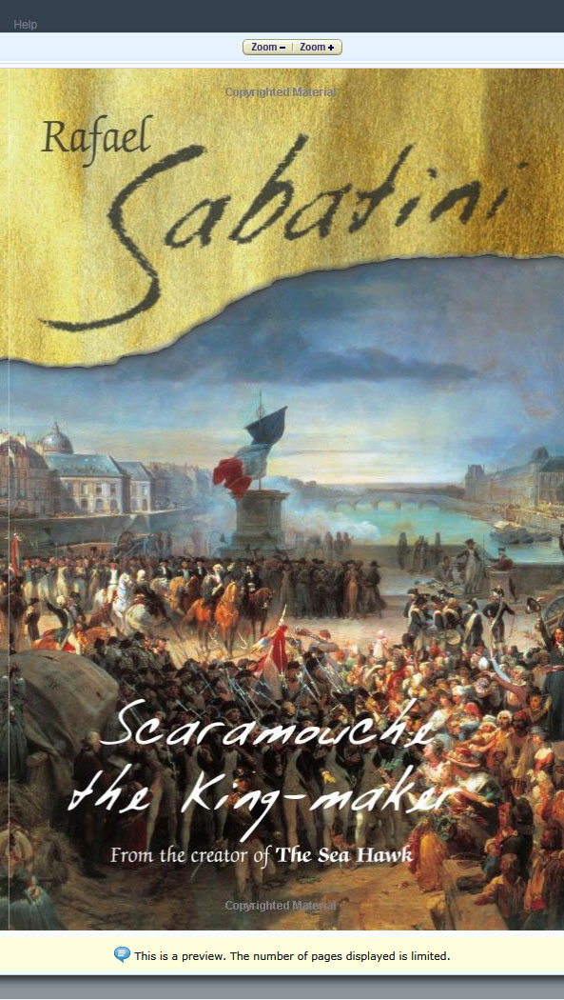 Help
Zoom - | Zoom +
Copyrighted Material
Rafael
Sabatini
Scaramouche
the King-maker
From the creator of The Sea Hawk
Copyrighted Material
This is a preview. The number of pages displayed is limited.